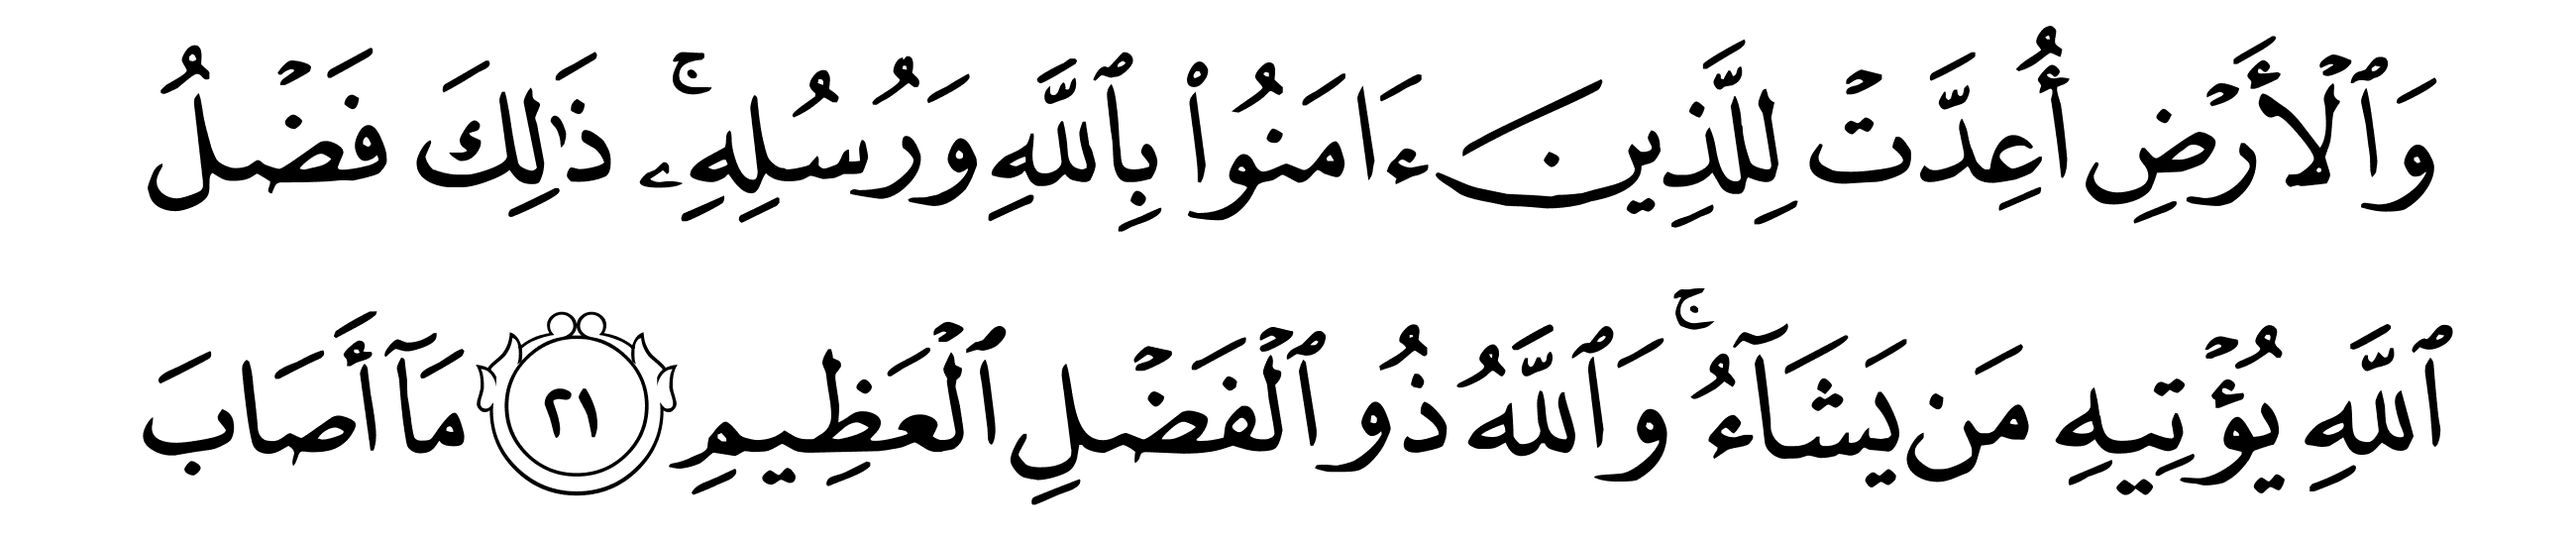 وَٱلۡأَرۡضِ أُعِدَّتۡ لِلَّذِينَ ءَامَنُواْ بِٱللَّهِ وَرُسُلِهِۦۚ ذَٰلِكَ فَضۡلُ
ٱللَّهِ يُؤۡتِيهِ مَن يَشَآءُۚ وَٱللَّهُ ذُو ٱلۡفَضۡلِ ٱلۡعَظِيمِ ٢١ مَآ أَصَابَ